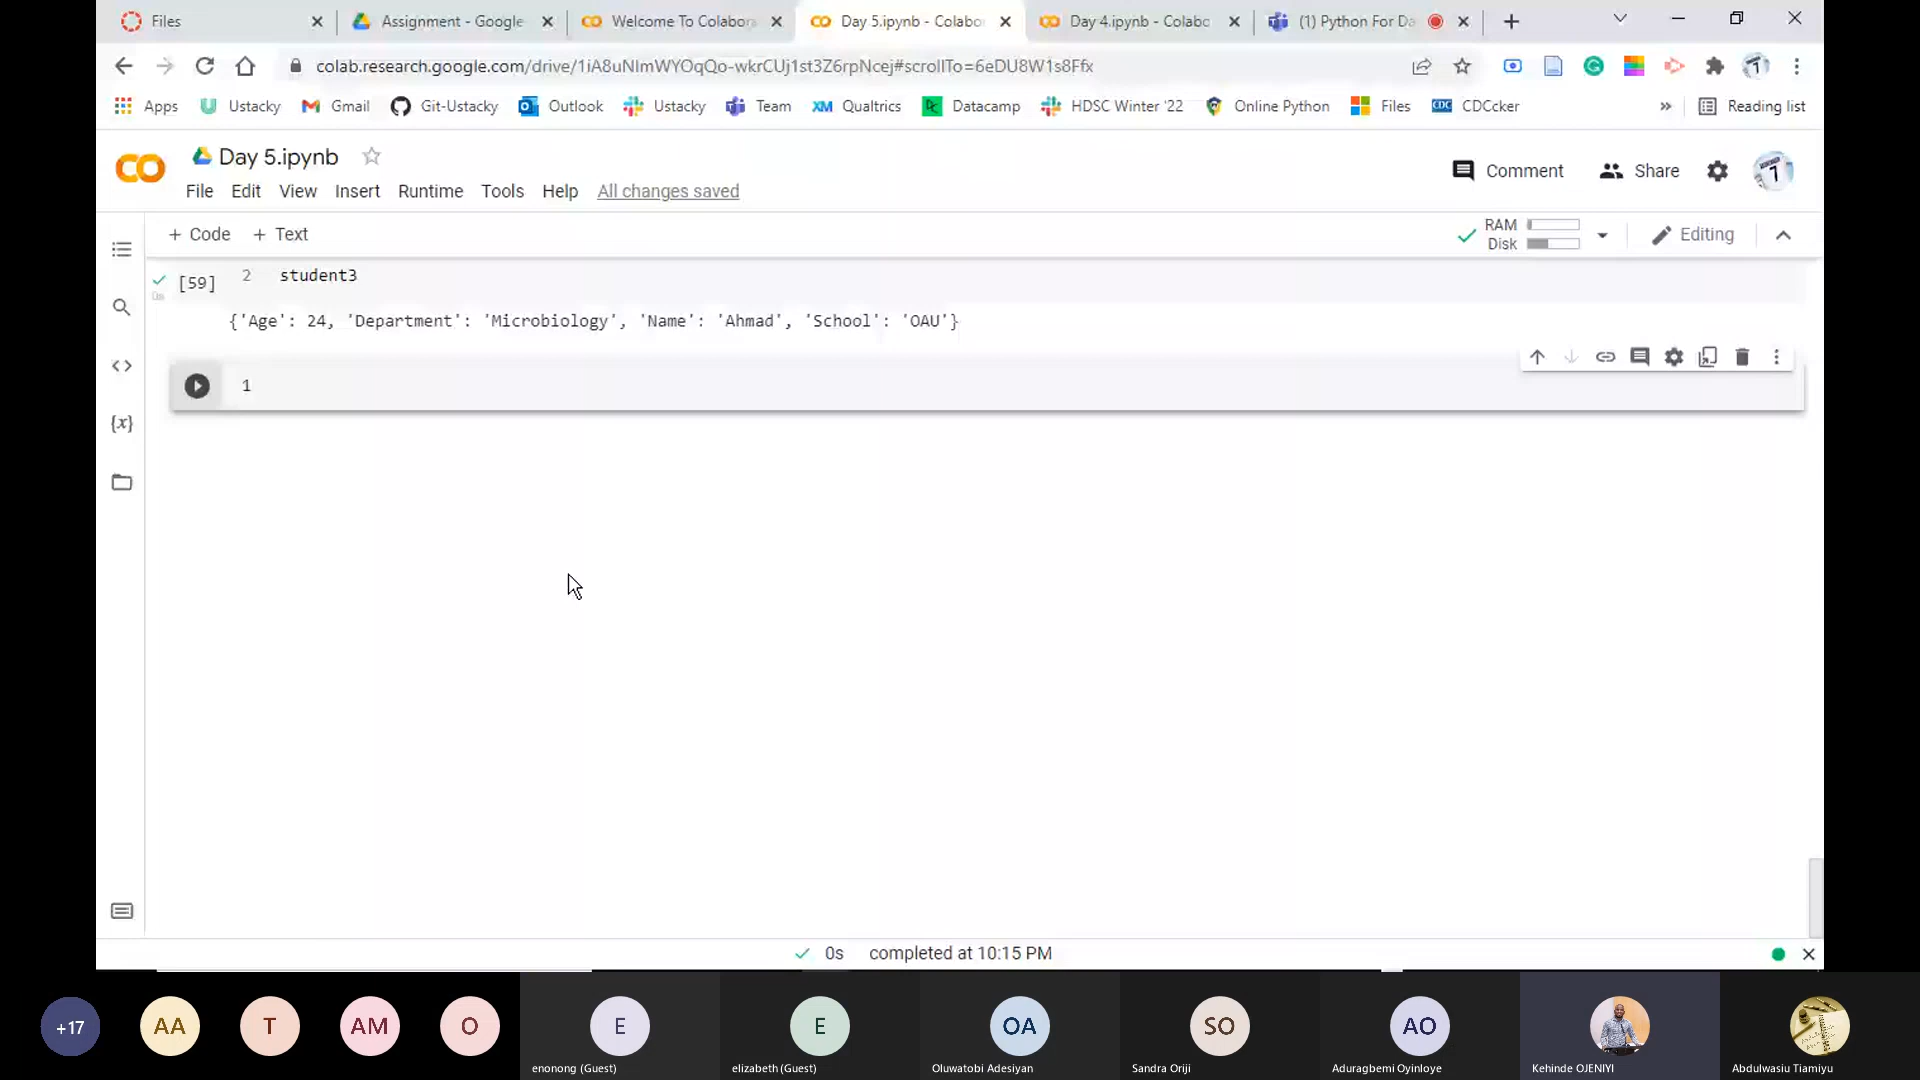 Files
Assignment - Google
Welcome To Colabora
Day 5.ipynb - Colabo
Day 4.ipynb - Colabo
(1) Python For Da
colab.research.google.com/drive/1iA8uNlmWYOqQo-wkrCUj1st3Z6rpNcej#scrollTo=6eDU8W1s8Ffx
Apps
Ustacky
Gmail
Git-Ustacky
Outlook
Ustacky
Team
XM Qualtrics
Datacamp
HDSC Winter '22
Online Python
Files
CDC CDCcker
»
Reading list
CO
Day 5.ipynb
Comment
Share
File Edit View Insert Runtime Tools Help All changes saved
+ Code + Text
RAM
Disk
Editing
[59] 2 student3
{'Age': 24, 'Department': 'Microbiology', 'Name': 'Ahmad', 'School': 'OAU'}
1
{x}
0s completed at 10:15 PM
+17
AA
T
AM
O
E
E
OA
SO
AO
enonong (Guest)
elizabeth (Guest)
Oluwatobi Adesiyan
Sandra Oriji
Aduragbemi Oyinloye
Kehinde OJENIYI
Abdulwasiu Tiamiyu